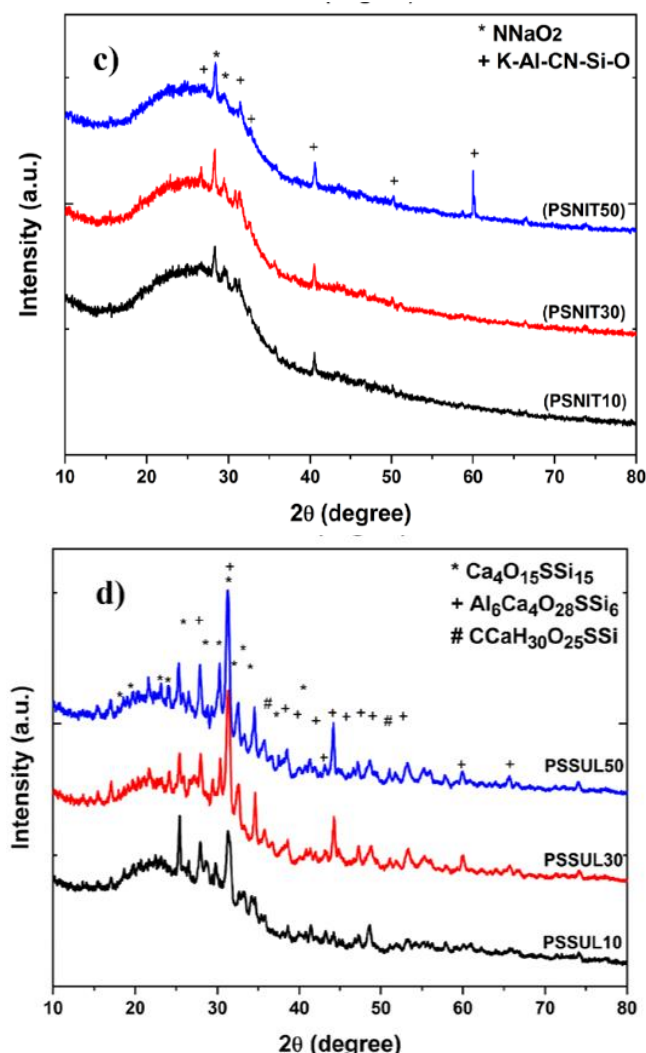 c)
* NNaO2
+ K-Al-CN-Si-O
+ * * + + + + +
(PSNIT50)
(PSNIT30)
(PSNIT10)
Intensity (a.u.)
10 20 30 40 50 60 70 80
2θ (degree)
d)
* Ca4O15SSi15
+ Al6Ca4O28SSi6
# CCaH30O25SSi
PSSUL50
PSSUL30
PSSUL10
Intensity (a.u.)
10 20 30 40 50 60 70 80
2θ (degree)